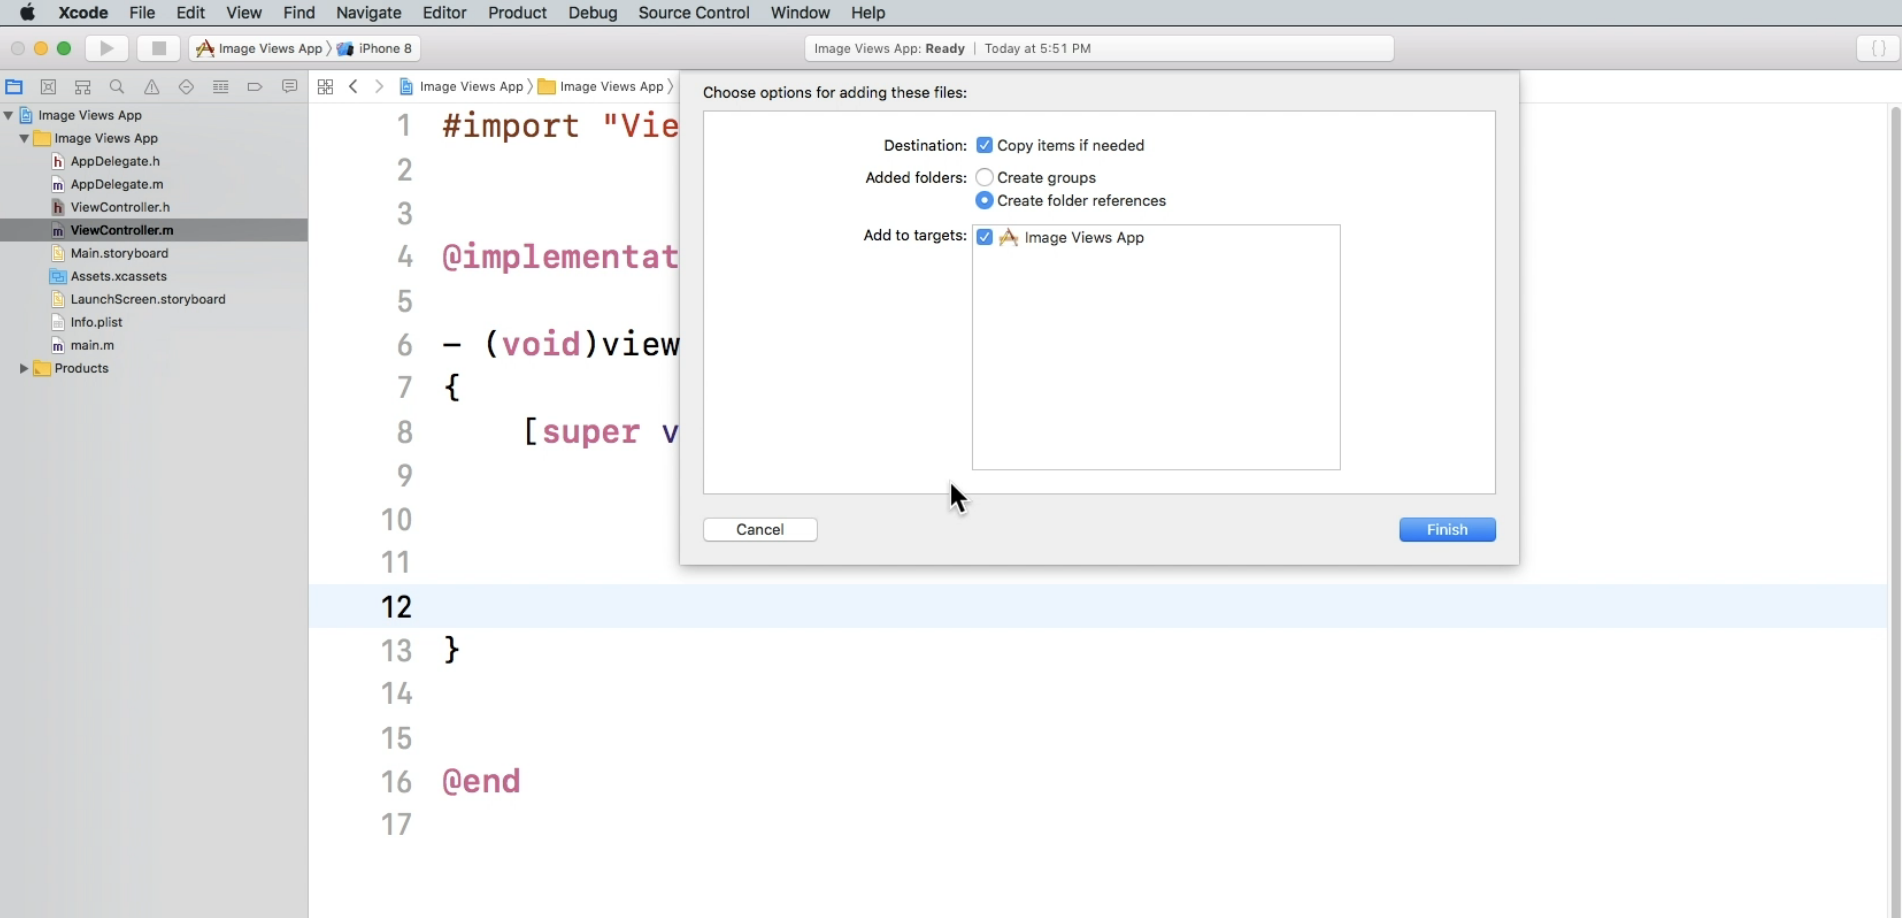 Xcode File Edit View Find Navigate Editor Product Debug Source Control Window Help
Image Views App iPhone 8
Image Views App: Ready | Today at 5:51 PM
{ }
Image Views App Image Views App
Image Views App
Image Views App
h AppDelegate.h
m AppDelegate.m
h ViewController.h
m ViewController.m
Main.storyboard
Assets.xcassets
LaunchScreen.storyboard
Info.plist
m main.m
Products
1 #import "Vie
2
3
4 @implementat
5
6 - (void)view
7 {
8 [super v
9
10
11
12
13 }
14
15
16 @end
17
Choose options for adding these files:
Destination: Copy items if needed
Added folders: Create groups
Create folder references
Add to targets: Image Views App
Cancel Finish